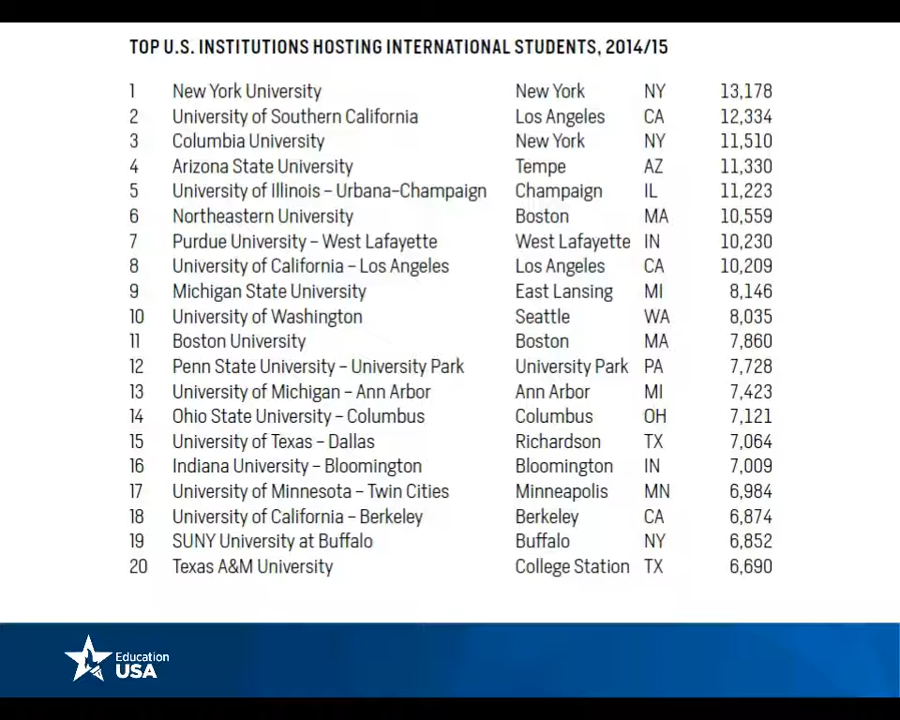 TOP U.S. INSTITUTIONS HOSTING INTERNATIONAL STUDENTS, 2014/15
1 New York University New York NY 13,178
2 University of Southern California Los Angeles CA 12,334
3 Columbia University New York NY 11,510
4 Arizona State University Tempe AZ 11,330
5 University of Illinois – Urbana–Champaign Champaign IL 11,223
6 Northeastern University Boston MA 10,559
7 Purdue University – West Lafayette West Lafayette IN 10,230
8 University of California – Los Angeles Los Angeles CA 10,209
9 Michigan State University East Lansing MI 8,146
10 University of Washington Seattle WA 8,035
11 Boston University Boston MA 7,860
12 Penn State University – University Park University Park PA 7,728
13 University of Michigan – Ann Arbor Ann Arbor MI 7,423
14 Ohio State University – Columbus Columbus OH 7,121
15 University of Texas – Dallas Richardson TX 7,064
16 Indiana University – Bloomington Bloomington IN 7,009
17 University of Minnesota – Twin Cities Minneapolis MN 6,984
18 University of California – Berkeley Berkeley CA 6,874
19 SUNY University at Buffalo Buffalo NY 6,852
20 Texas A&M University College Station TX 6,690
Education
USA